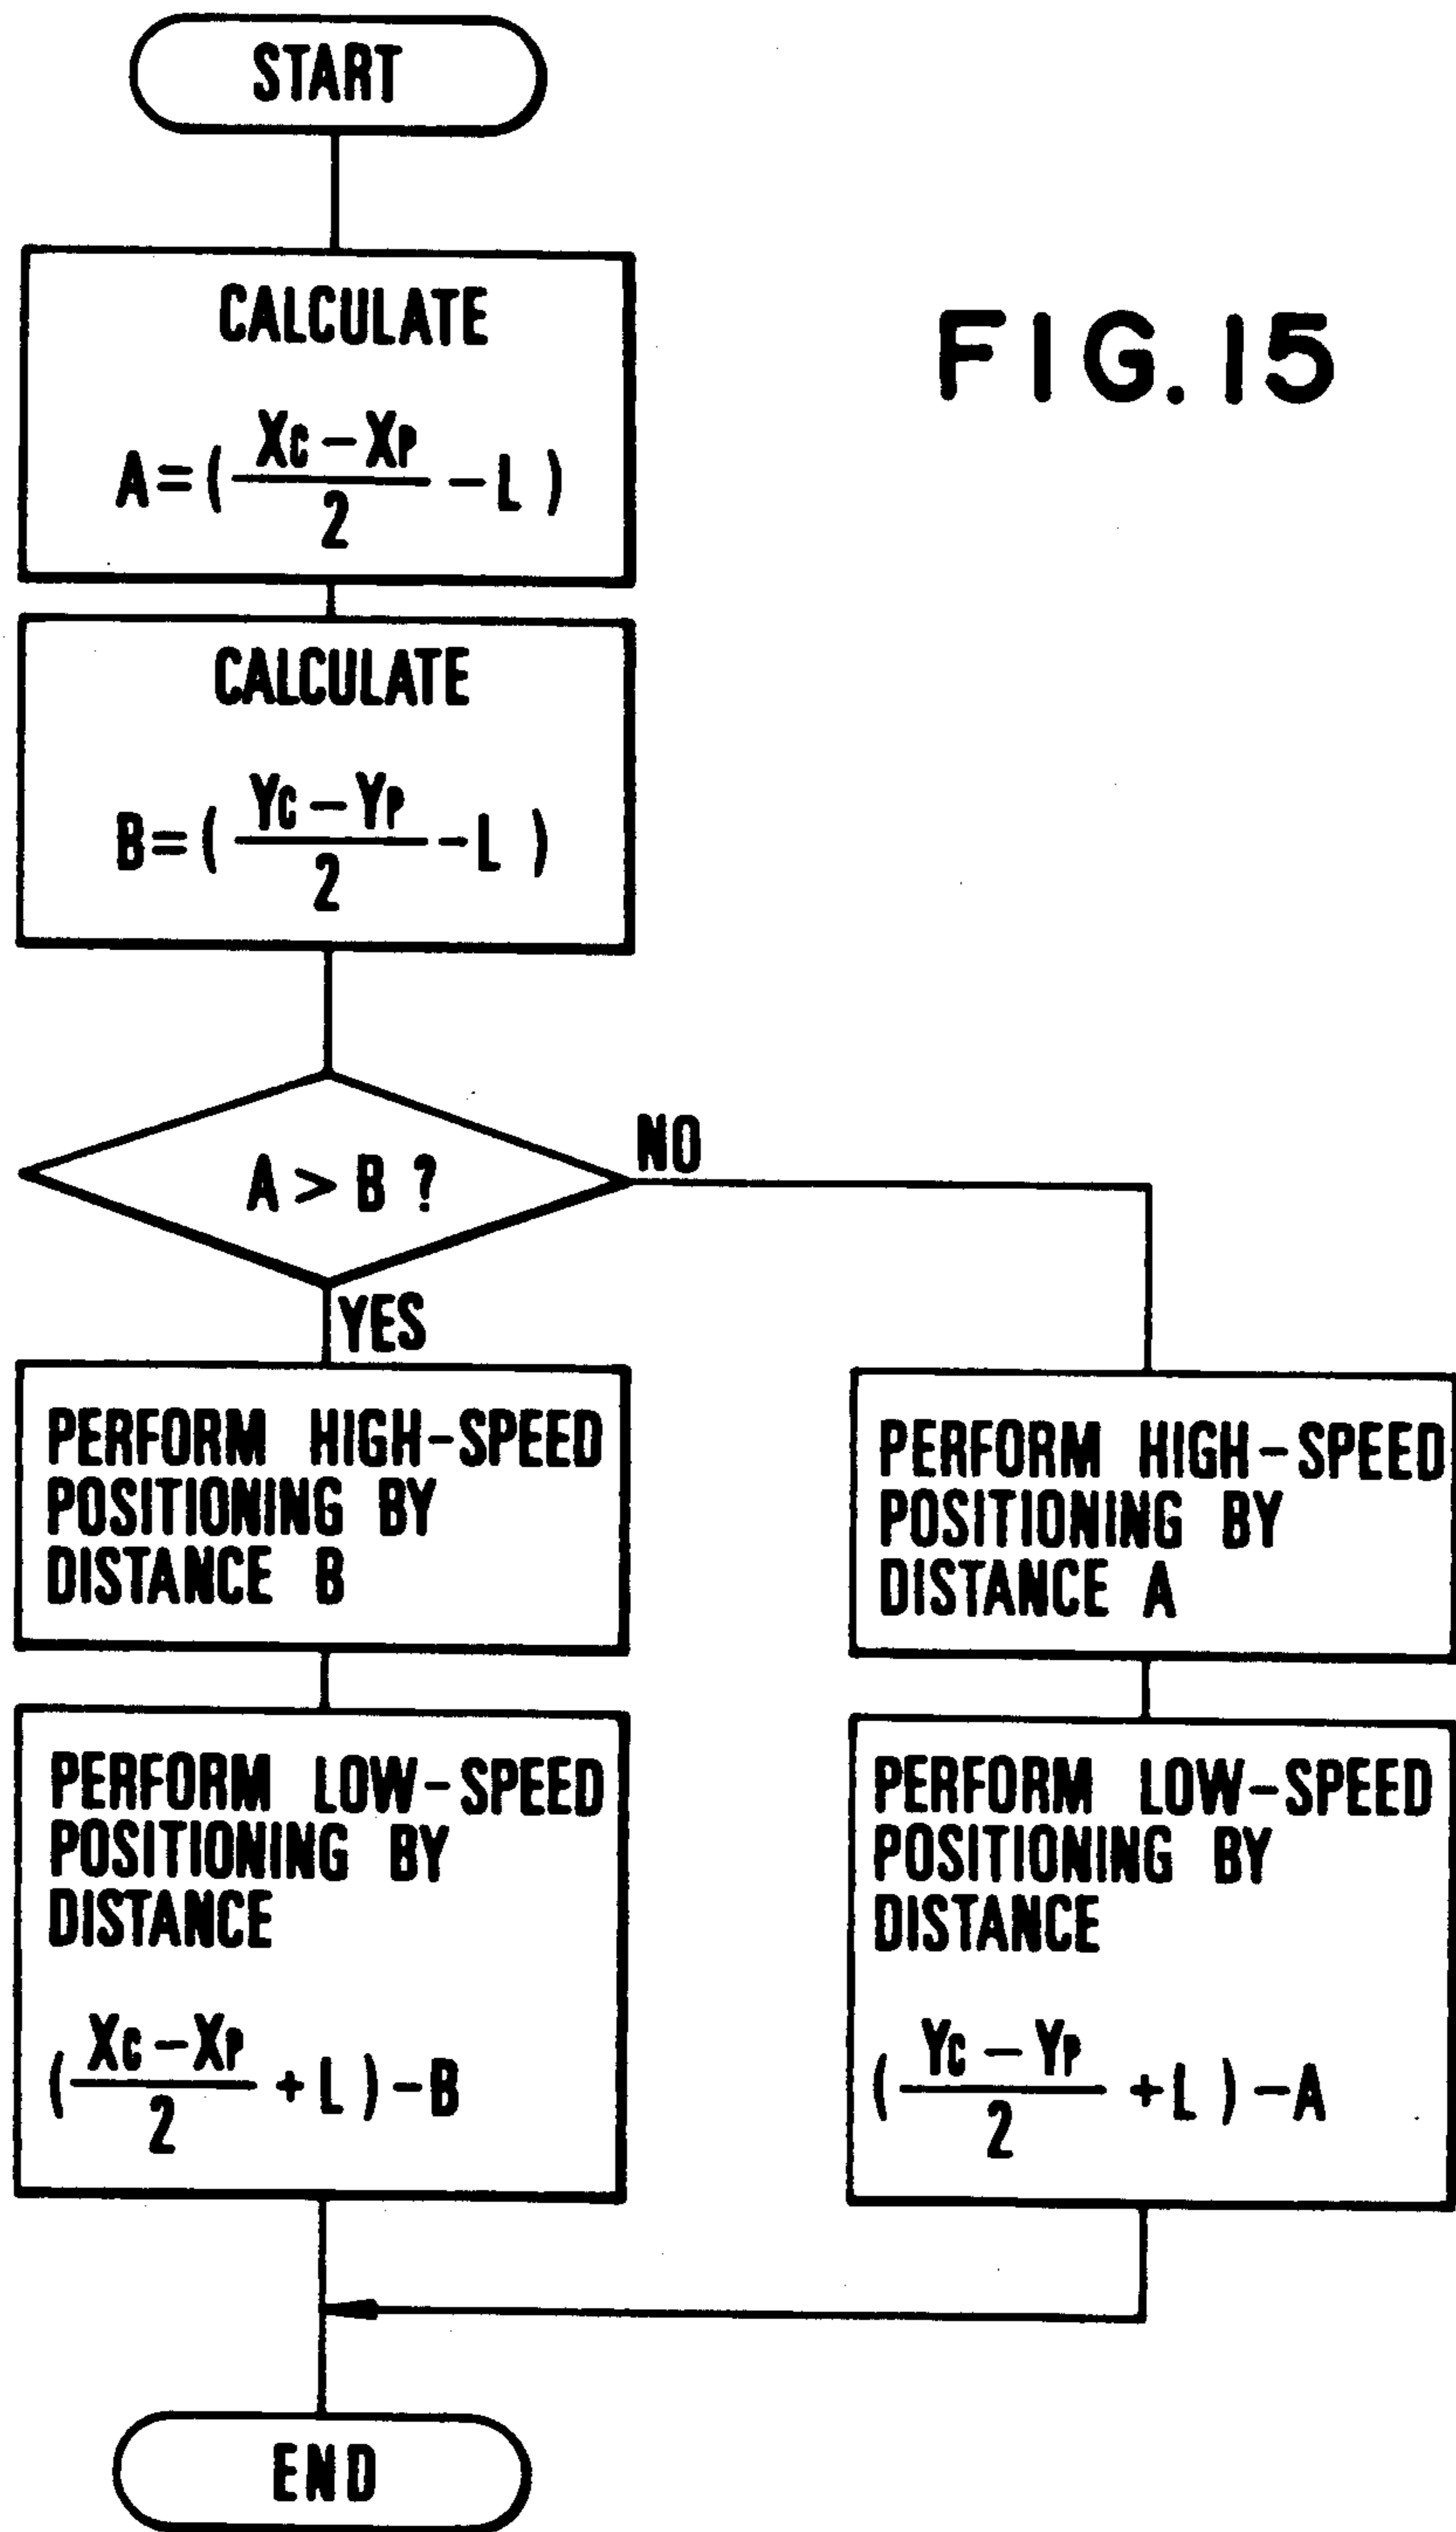 START
FIG. 15
CALCULATE
A=(
Xc-Xp
2
-L)
CALCULATE
B=(
Yc-Yp
2
-L)
A>B?
NO
YES
PERFORM HIGH-SPEED
POSITIONING BY
DISTANCE B
PERFORM HIGH-SPEED
POSITIONING BY
DISTANCE A
PERFORM LOW-SPEED
POSITIONING BY
DISTANCE
(
Xc-Xp
2
+L)-B
PERFORM LOW-SPEED
POSITIONING BY
DISTANCE
(
Yc-Yp
2
+L)-A
END